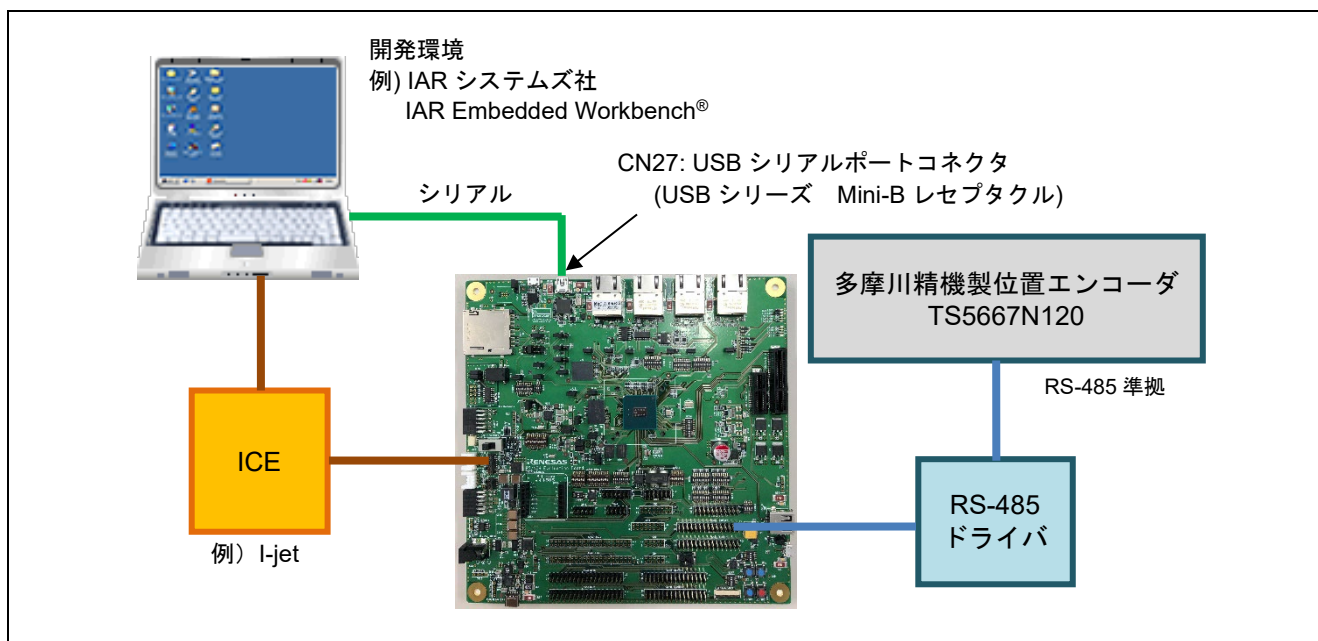 開発環境
例) IAR システムズ社
IAR Embedded Workbench®
CN27: USB シリアルポートコネクタ
(USB シリーズ　Mini-B レセプタクル)
シリアル
多摩川精機製位置エンコーダ
TS5667N120
RS-485 準拠
ICE
RENESAS
RS-485
ドライバ
例）I-jet